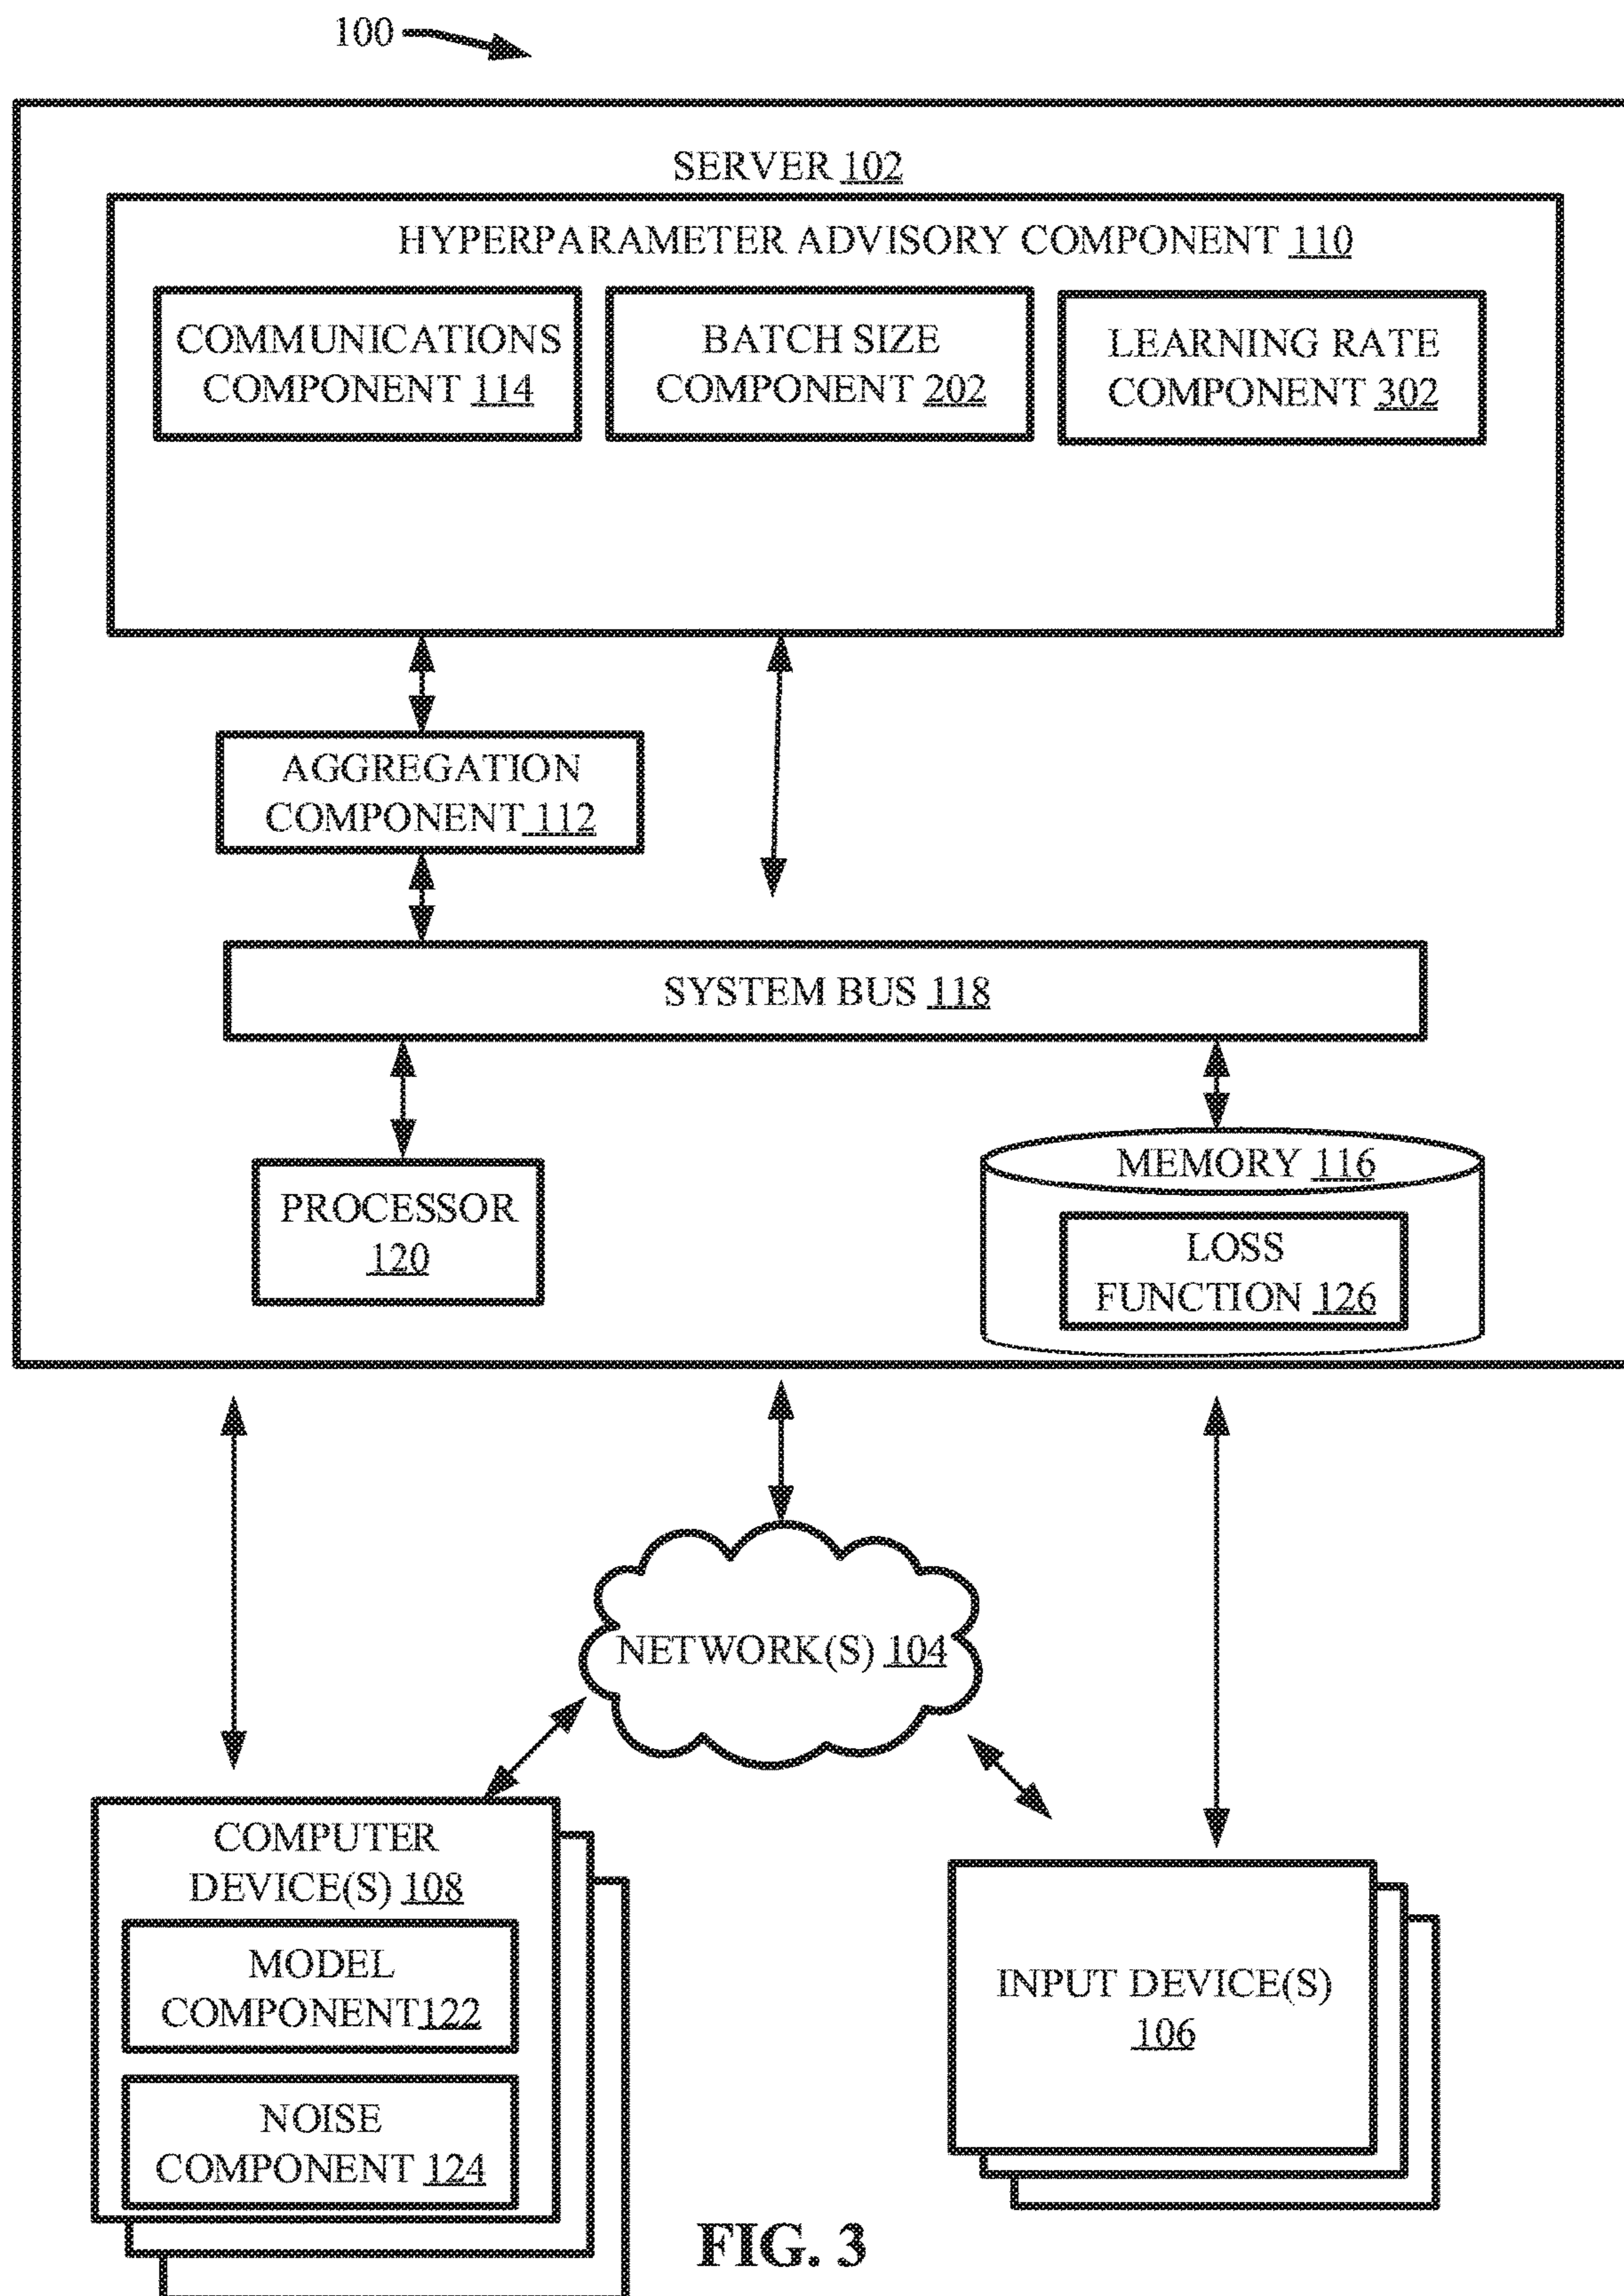 100
SERVER 102
HYPERPARAMETER ADVISORY COMPONENT 110
COMMUNICATIONS
COMPONENT 114
BATCH SIZE
COMPONENT 202
LEARNING RATE
COMPONENT 302
AGGREGATION
COMPONENT 112
SYSTEM BUS 118
PROCESSOR
120
MEMORY 116
LOSS
FUNCTION 126
NETWORK(S) 104
COMPUTER
DEVICE(S) 108
MODEL
COMPONENT122
NOISE
COMPONENT 124
INPUT DEVICE(S)
106
FIG. 3